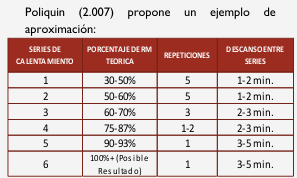 Poliquin (2.007) propone un ejemplo de
aproximación:
SERIES DE CALENTAMIENTO PORCENTAJE DE RM TEORICA REPETICIONES DESCANSO ENTRE SERIES
1 30-50% 5 1-2 min.
2 50-60% 5 1-2 min.
3 60-70% 3 2-3 min.
4 75-87% 1-2 2-3 min.
5 90-93% 1 3-5 min.
6 100%+ (Posible Resultado) 1 3-5 min.